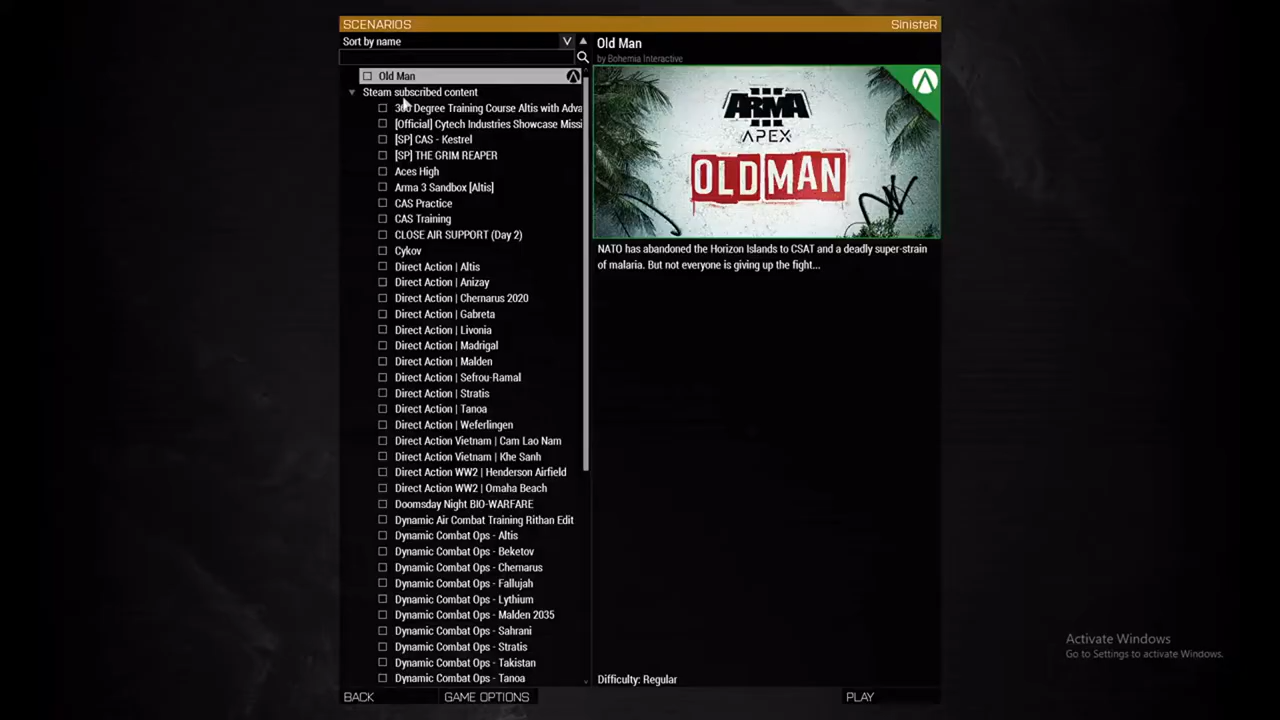 SCENARIOS
SinisteR
Sort by name
Old Man
by Bohemia Interactive
Old Man
Steam subscribed content
360 Degree Training Course Altis with Adva
[Official] Cytech Industries Showcase Missi
[SP] CAS - Kestrel
[SP] THE GRIM REAPER
Aces High
Arma 3 Sandbox [Altis]
CAS Practice
CAS Training
CLOSE AIR SUPPORT (Day 2)
Cykov
Direct Action | Altis
Direct Action | Anizay
Direct Action | Chernarus 2020
Direct Action | Gabreta
Direct Action | Livonia
Direct Action | Madrigal
Direct Action | Malden
Direct Action | Sefrou-Ramal
Direct Action | Stratis
Direct Action | Tanoa
Direct Action | Weferlingen
Direct Action Vietnam | Cam Lao Nam
Direct Action Vietnam | Khe Sanh
Direct Action WW2 | Henderson Airfield
Direct Action WW2 | Omaha Beach
Doomsday Night BIO-WARFARE
Dynamic Air Combat Training Rithan Edit
Dynamic Combat Ops - Altis
Dynamic Combat Ops - Beketov
Dynamic Combat Ops - Chernarus
Dynamic Combat Ops - Fallujah
Dynamic Combat Ops - Lythium
Dynamic Combat Ops - Malden 2035
Dynamic Combat Ops - Sahrani
Dynamic Combat Ops - Stratis
Dynamic Combat Ops - Takistan
Dynamic Combat Ops - Tanoa
ARMA
III
APEX
OLD MAN
NATO has abandoned the Horizon Islands to CSAT and a deadly super-strain
of malaria. But not everyone is giving up the fight...
Difficulty: Regular
Activate Windows
Go to Settings to activate Windows.
BACK
GAME OPTIONS
PLAY